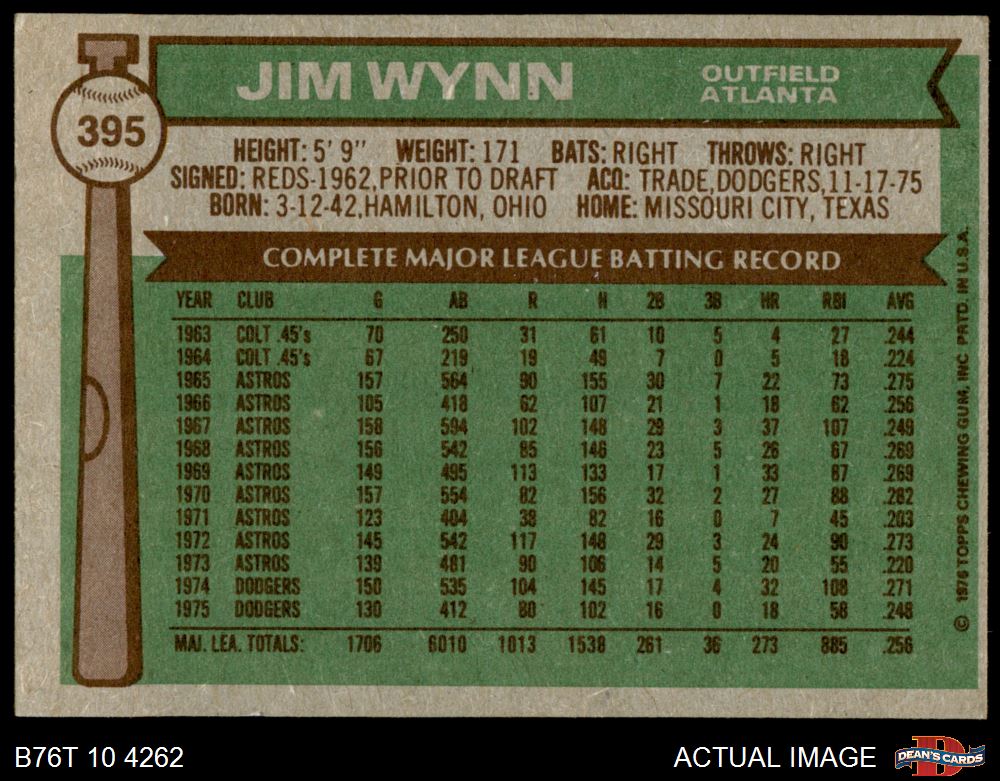 JIM WYNN
OUTFIELD
ATLANTA
395
HEIGHT: 5' 9" WEIGHT: 171 BATS: RIGHT THROWS: RIGHT
SIGNED: REDS-1962, PRIOR TO DRAFT ACQ: TRADE, DODGERS, 11-17-75
BORN: 3-12-42, HAMILTON, OHIO HOME: MISSOURI CITY, TEXAS
COMPLETE MAJOR LEAGUE BATTING RECORD
YEAR CLUB G AB R H 2B 3B HR RBI AVG
1963 COLT .45's 70 250 31 61 10 5 4 27 .244
1964 COLT .45's 67 219 19 49 7 0 5 18 .224
1965 ASTROS 157 564 90 155 30 7 22 73 .275
1966 ASTROS 105 418 62 107 21 1 18 62 .256
1967 ASTROS 158 594 102 148 29 3 37 107 .249
1968 ASTROS 156 542 85 146 23 5 26 67 .269
1969 ASTROS 149 495 113 133 17 1 33 87 .269
1970 ASTROS 157 554 82 156 32 2 27 88 .282
1971 ASTROS 123 404 38 82 16 0 7 45 .203
1972 ASTROS 145 542 117 148 29 3 24 90 .273
1973 ASTROS 139 481 90 106 14 5 20 55 .220
1974 DODGERS 150 535 104 145 17 4 32 108 .271
1975 DODGERS 130 412 80 102 16 0 18 58 .248
MAJ. LEA. TOTALS: 1706 6010 1013 1538 261 36 273 885 .256
© 1976 TOPPS CHEWING GUM, INC PRTD. IN U.S.A.
B76T 10 4262
ACTUAL IMAGE
D
DEAN'S CARDS